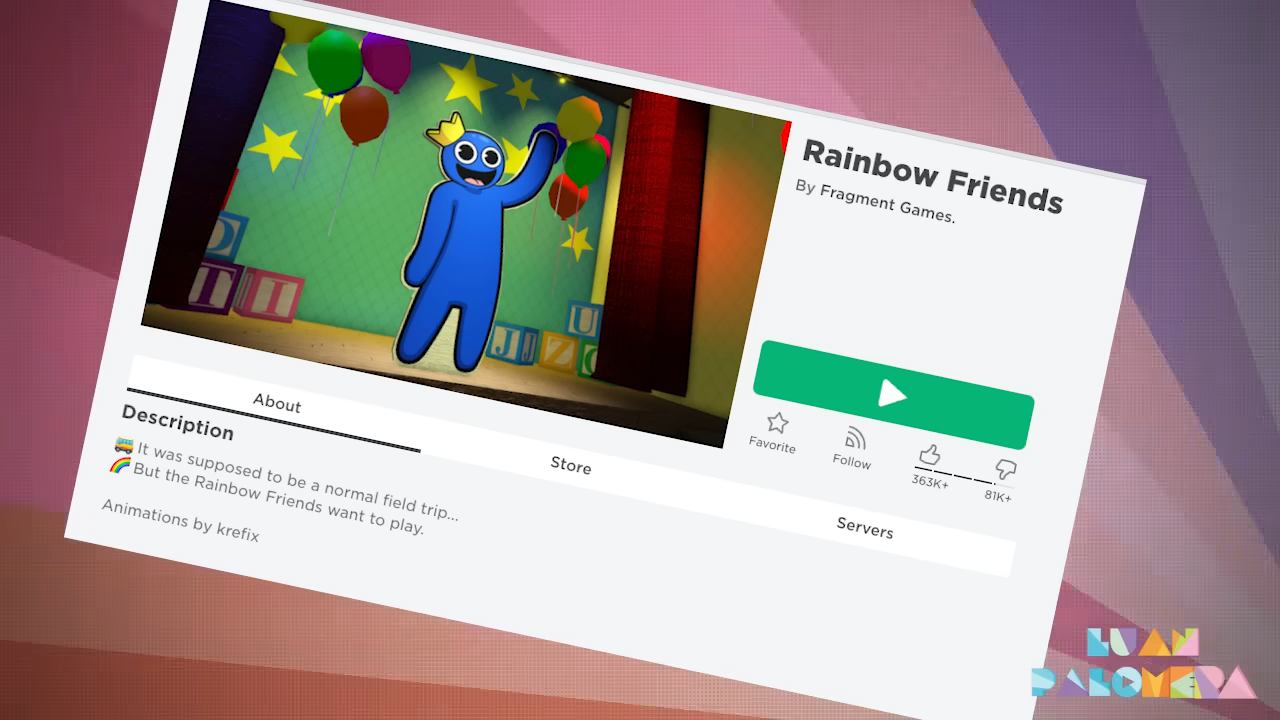 Rainbow Friends
By Fragment Games.
Favorite
Follow
363K+
81K+
About
Store
Servers
Description
It was supposed to be a normal field trip...
But the Rainbow Friends want to play.
Animations by krefix
LUAN
PALOMERA